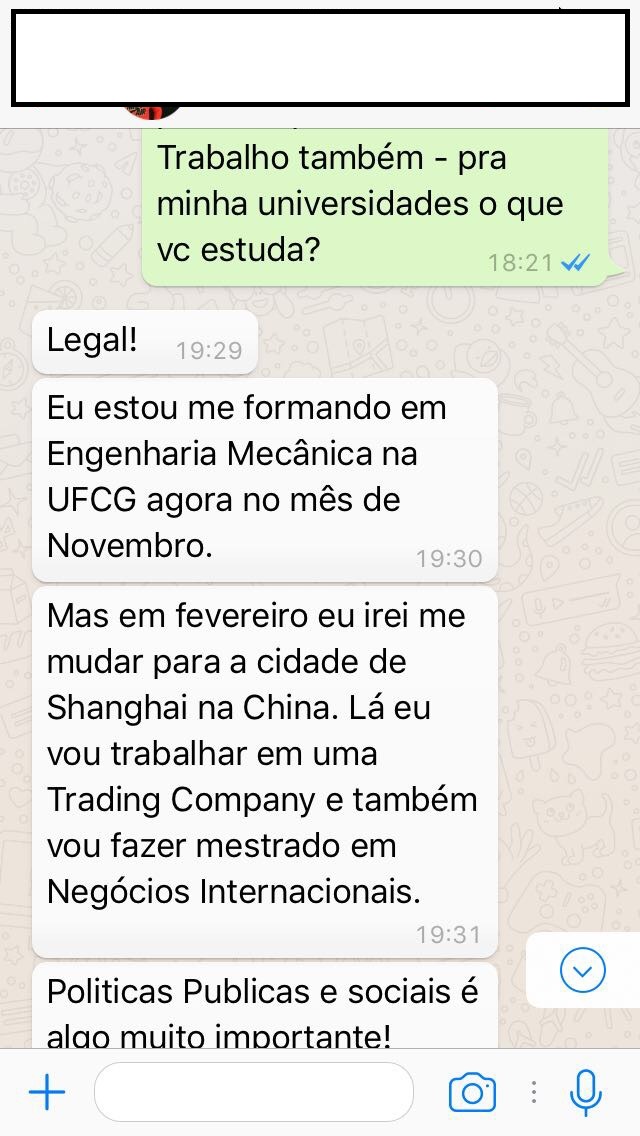 Trabalho também - pra
minha universidades o que
vc estuda?
18:21
Legal!
19:29
Eu estou me formando em
Engenharia Mecânica na
UFCG agora no mês de
Novembro.
19:30
Mas em fevereiro eu irei me
mudar para a cidade de
Shanghai na China. Lá eu
vou trabalhar em uma
Trading Company e também
vou fazer mestrado em
Negócios Internacionais.
19:31
Politicas Publicas e sociais é
algo muito importante!